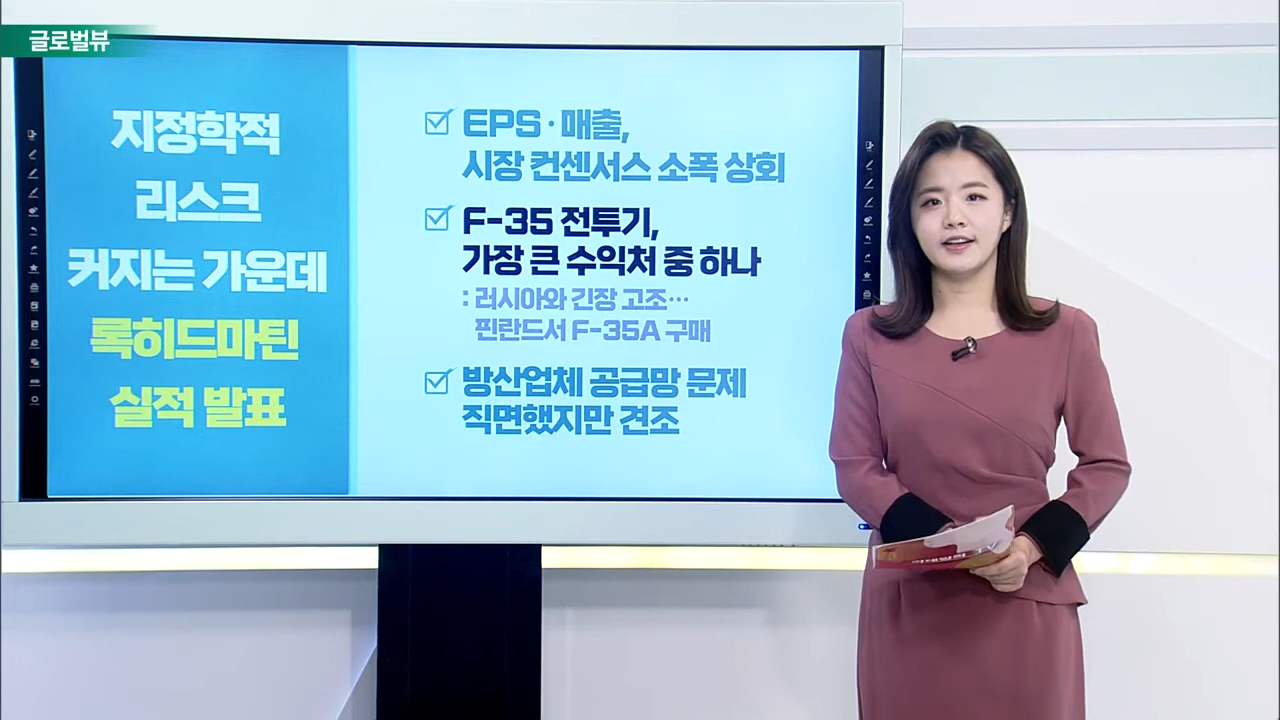 글로벌뷰
지정학적
리스크
커지는 가운데
록히드마틴
실적 발표
EPS·매출,
시장 컨센서스 소폭 상회
F-35 전투기,
가장 큰 수익처 중 하나
: 러시아와 긴장 고조…
핀란드서 F-35A 구매
방산업체 공급망 문제
직면했지만 견조